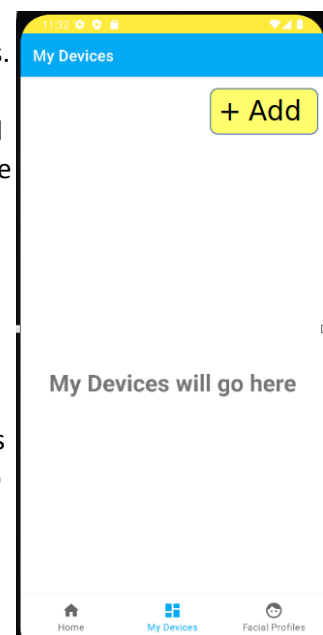 11:32
My Devices
+ Add
My Devices will go here
Home
My Devices
Facial Profiles